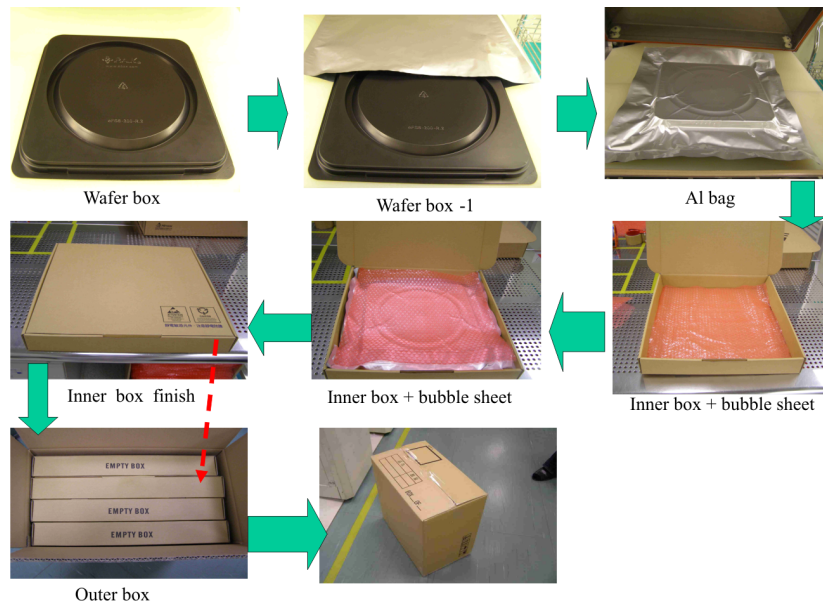 Wafer box
Wafer box -1
Al bag
Inner box finish
Inner box + bubble sheet
Inner box + bubble sheet
EMPTY BOX
EMPTY BOX
EMPTY BOX
Outer box